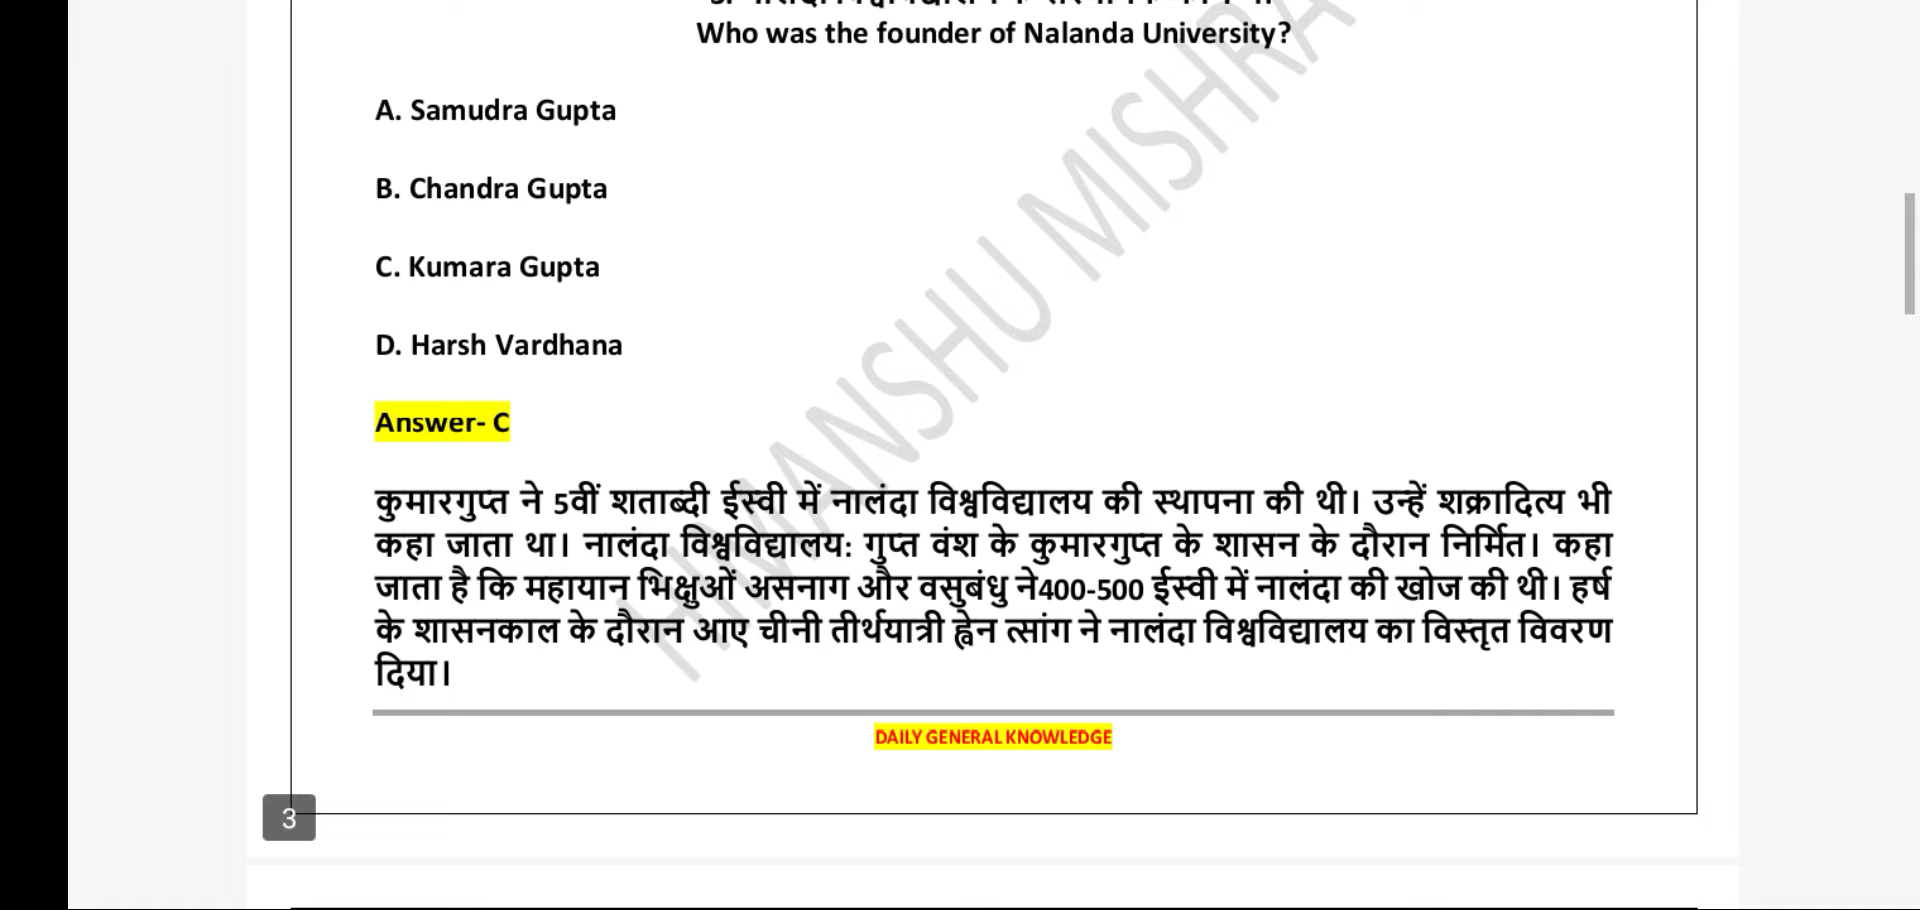 Who was the founder of Nalanda University?
A. Samudra Gupta
B. Chandra Gupta
C. Kumara Gupta
D. Harsh Vardhana
Answer- C
कुमारगुप्त ने 5वीं शताब्दी ईस्वी में नालंदा विश्वविद्यालय की स्थापना की थी। उन्हें शक्रादित्य भी
कहा जाता था। नालंदा विश्वविद्यालय: गुप्त वंश के कुमारगुप्त के शासन के दौरान निर्मित। कहा
जाता है कि महायान भिक्षुओं असनाग और वसुबंधु ने400-500 ईस्वी में नालंदा की खोज की थी। हर्ष
के शासनकाल के दौरान आए चीनी तीर्थयात्री ह्वेन त्सांग ने नालंदा विश्वविद्यालय का विस्तृत विवरण
दिया।
HIMANSHU MISHRA
DAILY GENERAL KNOWLEDGE
3